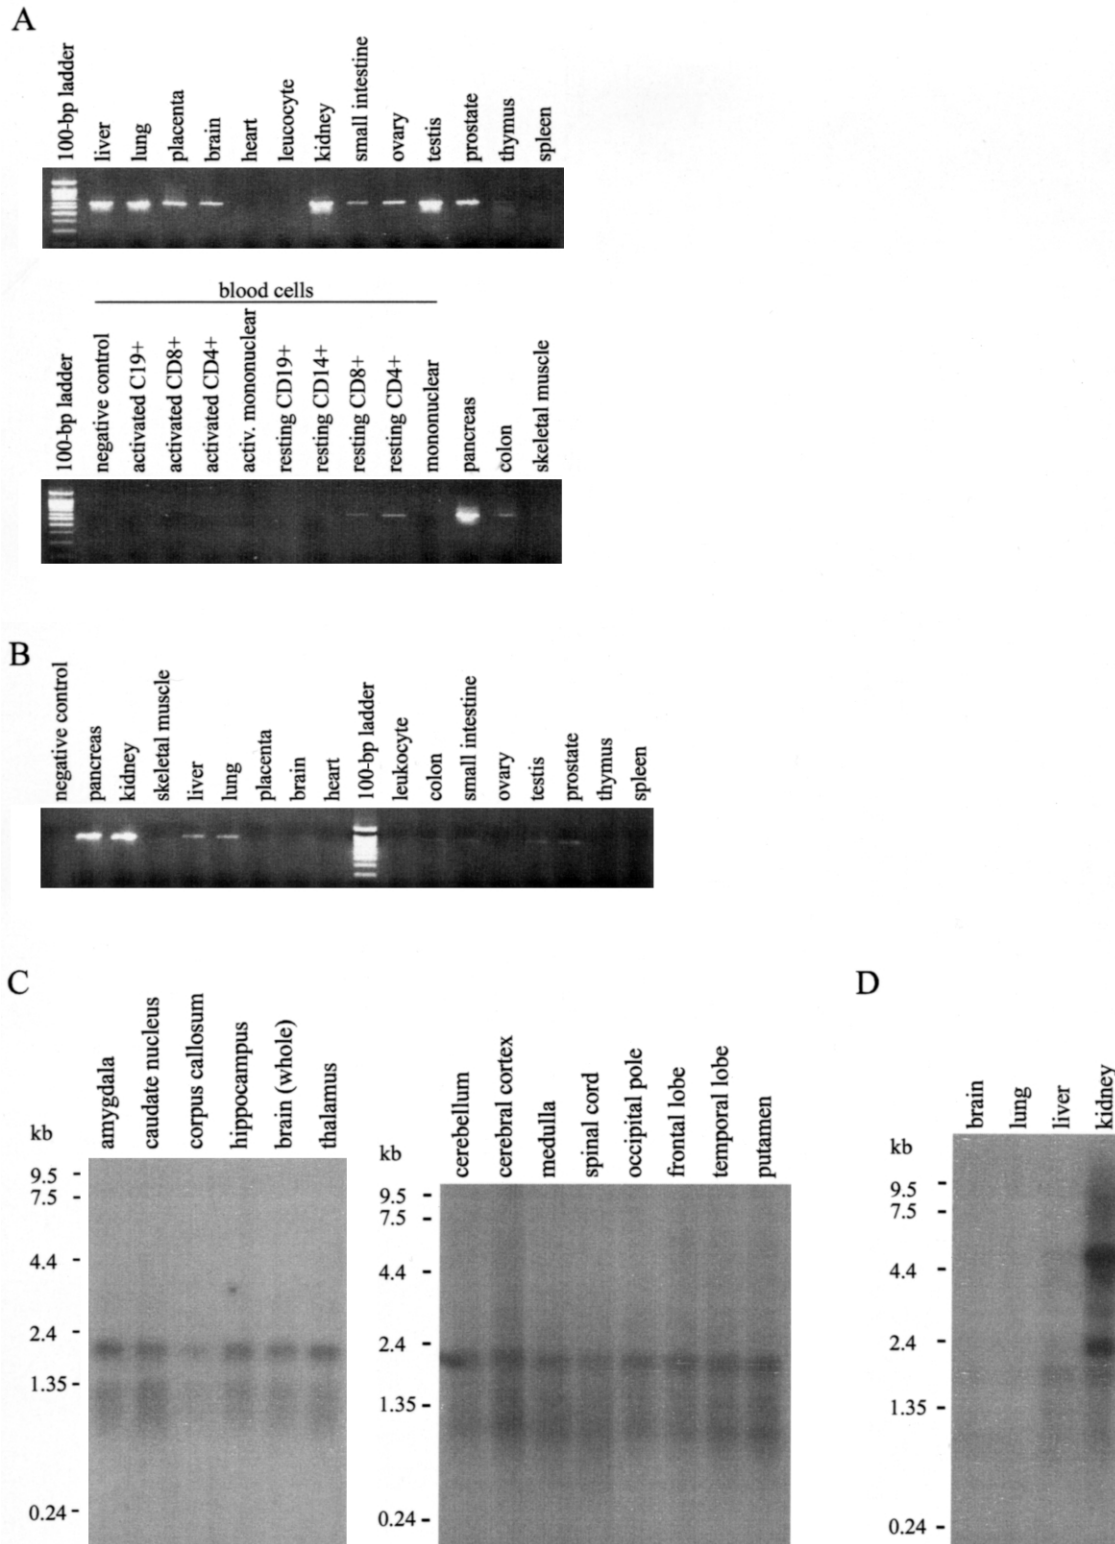 A
100-bp ladder
liver
lung
placenta
brain
heart
leucocyte
kidney
small intestine
ovary
testis
prostate
thymus
spleen
blood cells
100-bp ladder
negative control
activated C19+
activated CD8+
activated CD4+
activ. mononuclear
resting CD19+
resting CD14+
resting CD8+
resting CD4+
mononuclear
pancreas
colon
skeletal muscle
B
negative control
pancreas
kidney
skeletal muscle
liver
lung
placenta
brain
heart
100-bp ladder
leukocyte
colon
small intestine
ovary
testis
prostate
thymus
spleen
C
kb
amygdala
caudate nucleus
corpus callosum
hippocampus
brain (whole)
thalamus
9.5 -
7.5 -
4.4 -
2.4 -
1.35 -
0.24 -
kb
cerebellum
cerebral cortex
medulla
spinal cord
occipital pole
frontal lobe
temporal lobe
putamen
9.5 -
7.5 -
4.4 -
2.4 -
1.35 -
0.24 -
D
kb
brain
lung
liver
kidney
9.5 -
7.5 -
4.4 -
2.4 -
1.35 -
0.24 -